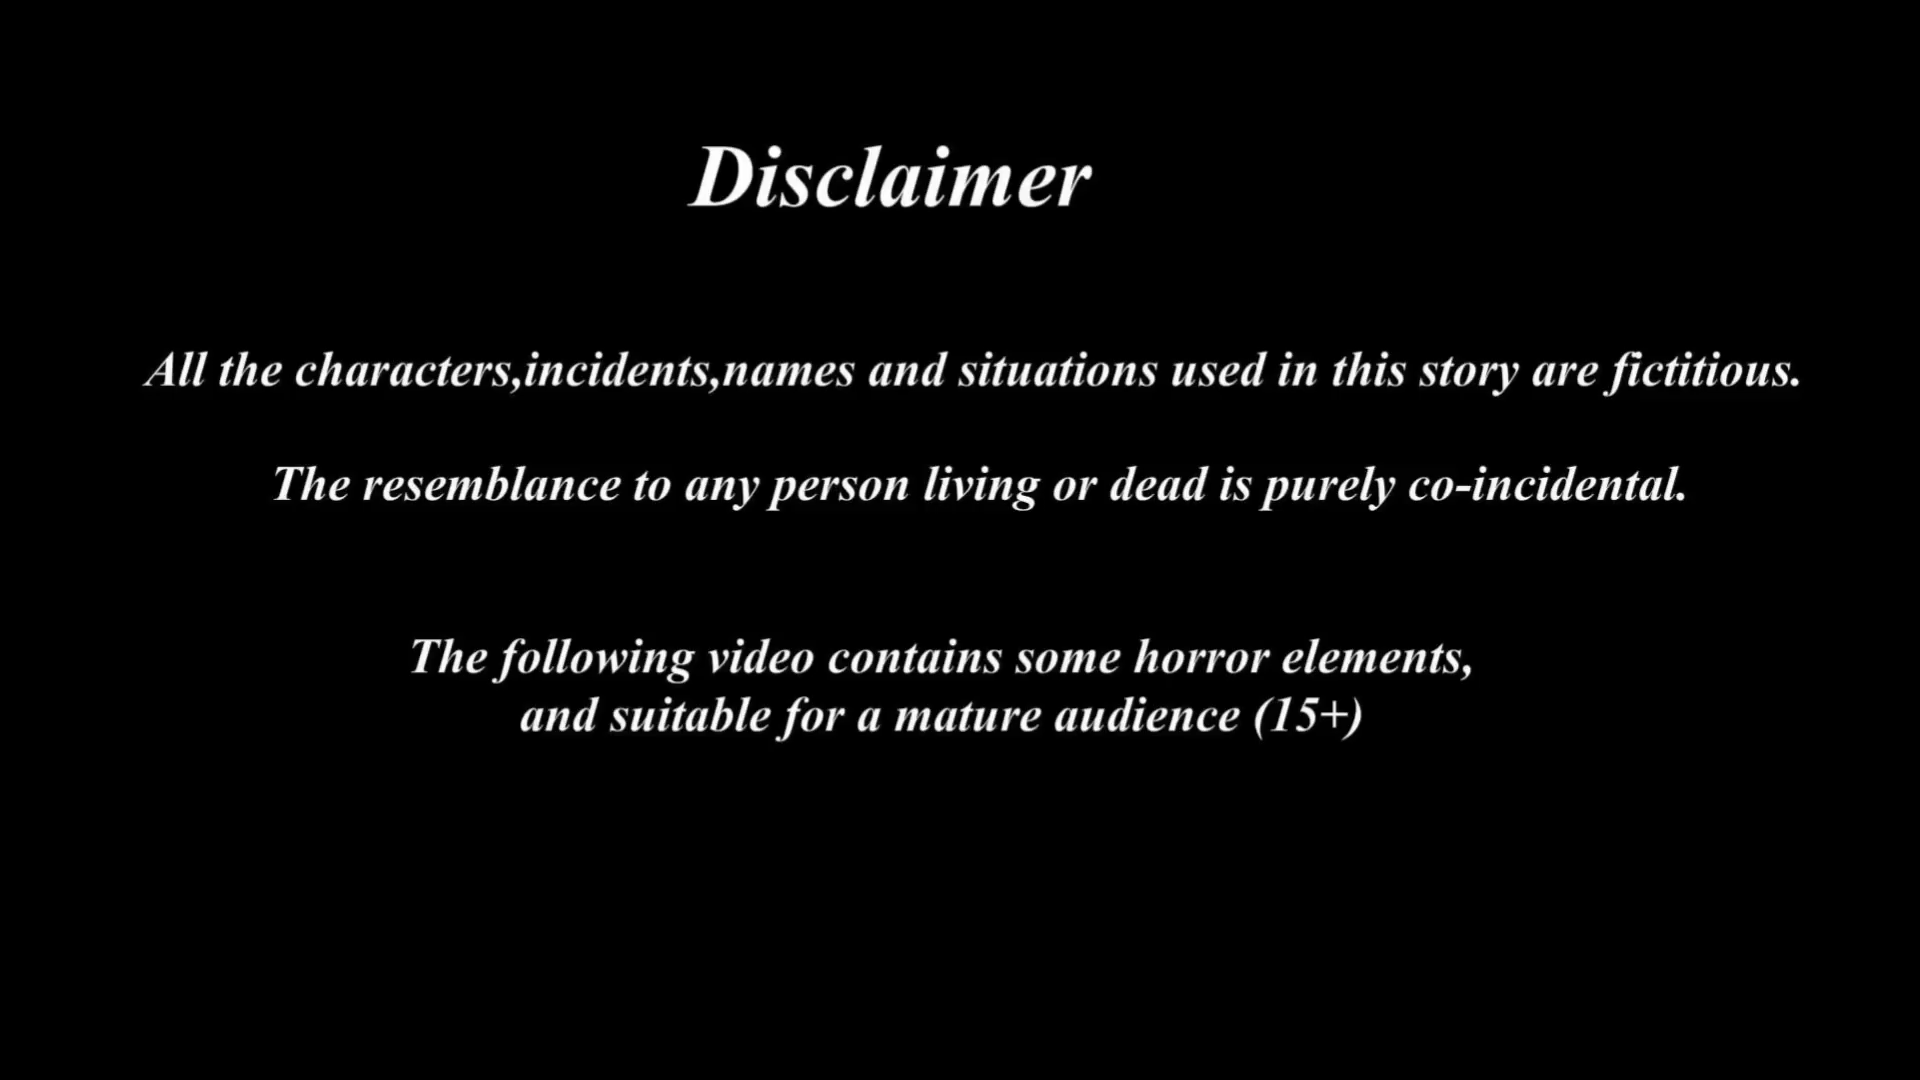 Disclaimer
All the characters,incidents,names and situations used in this story are fictitious.
The resemblance to any person living or dead is purely co-incidental.
The following video contains some horror elements,
and suitable for a mature audience (15+)